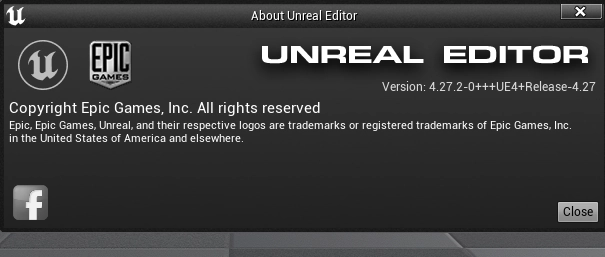 About Unreal Editor
EPIC
GAMES
UNREAL EDITOR
Version: 4.27.2-0+++UE4+Release-4.27
Copyright Epic Games, Inc. All rights reserved
Epic, Epic Games, Unreal, and their respective logos are trademarks or registered trademarks of Epic Games, Inc.
in the United States of America and elsewhere.
f
Close